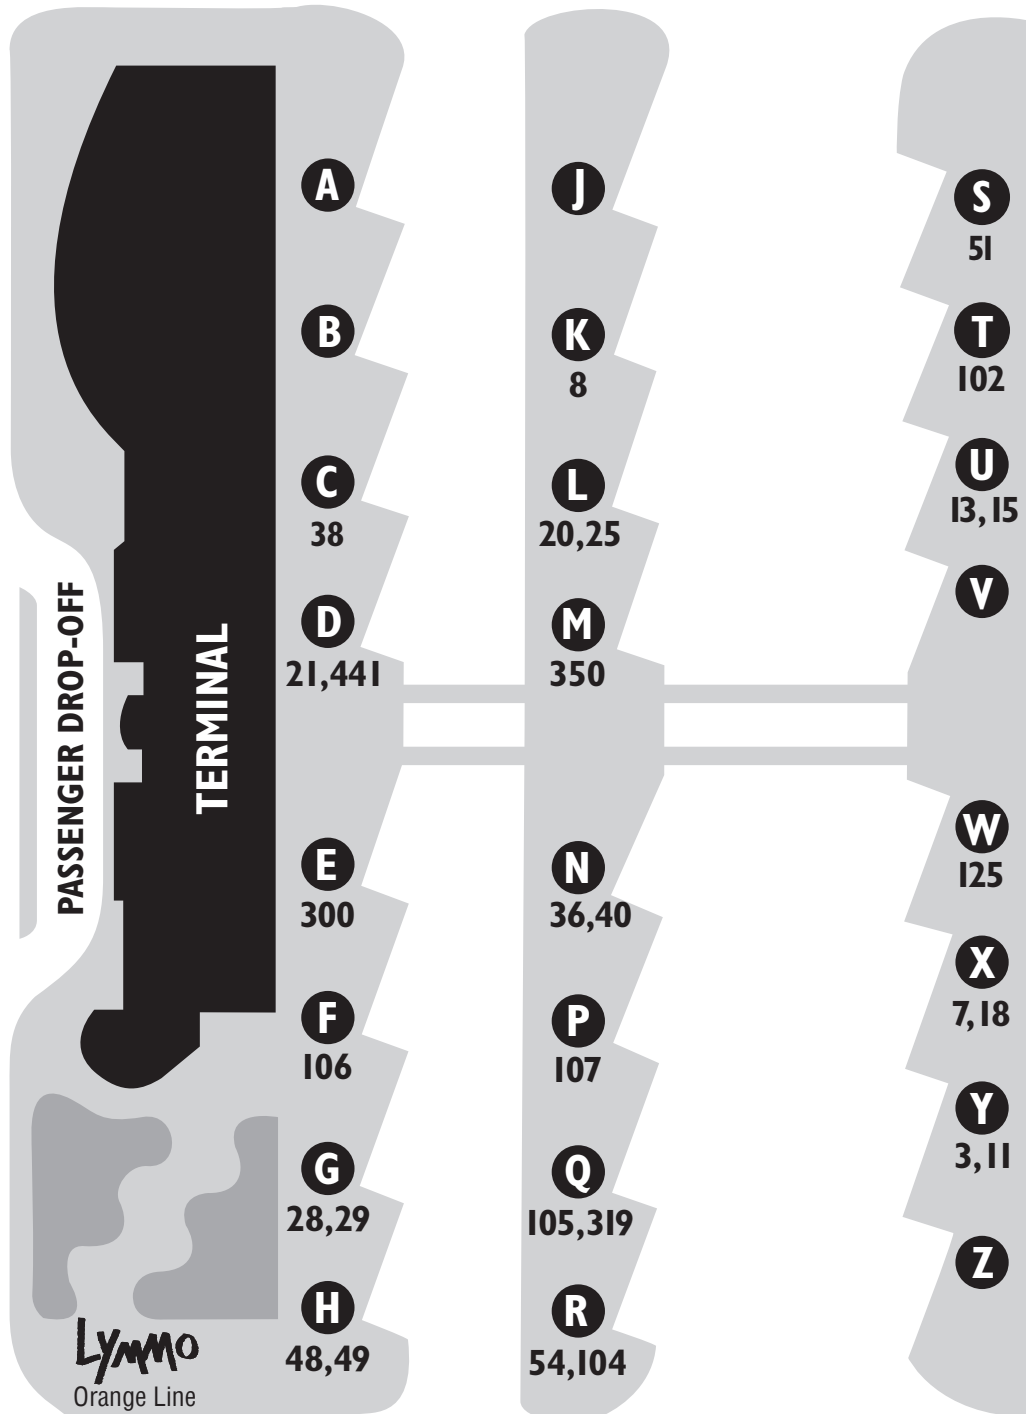 PASSENGER DROP-OFF
TERMINAL
A
B
C
38
D
21,441
E
300
F
106
G
28,29
H
48,49
LYMMO
Orange Line
J
K
8
L
20,25
M
350
N
36,40
P
107
Q
105,319
R
54,104
S
51
T
102
U
13,15
V
W
125
X
7,18
Y
3,11
Z